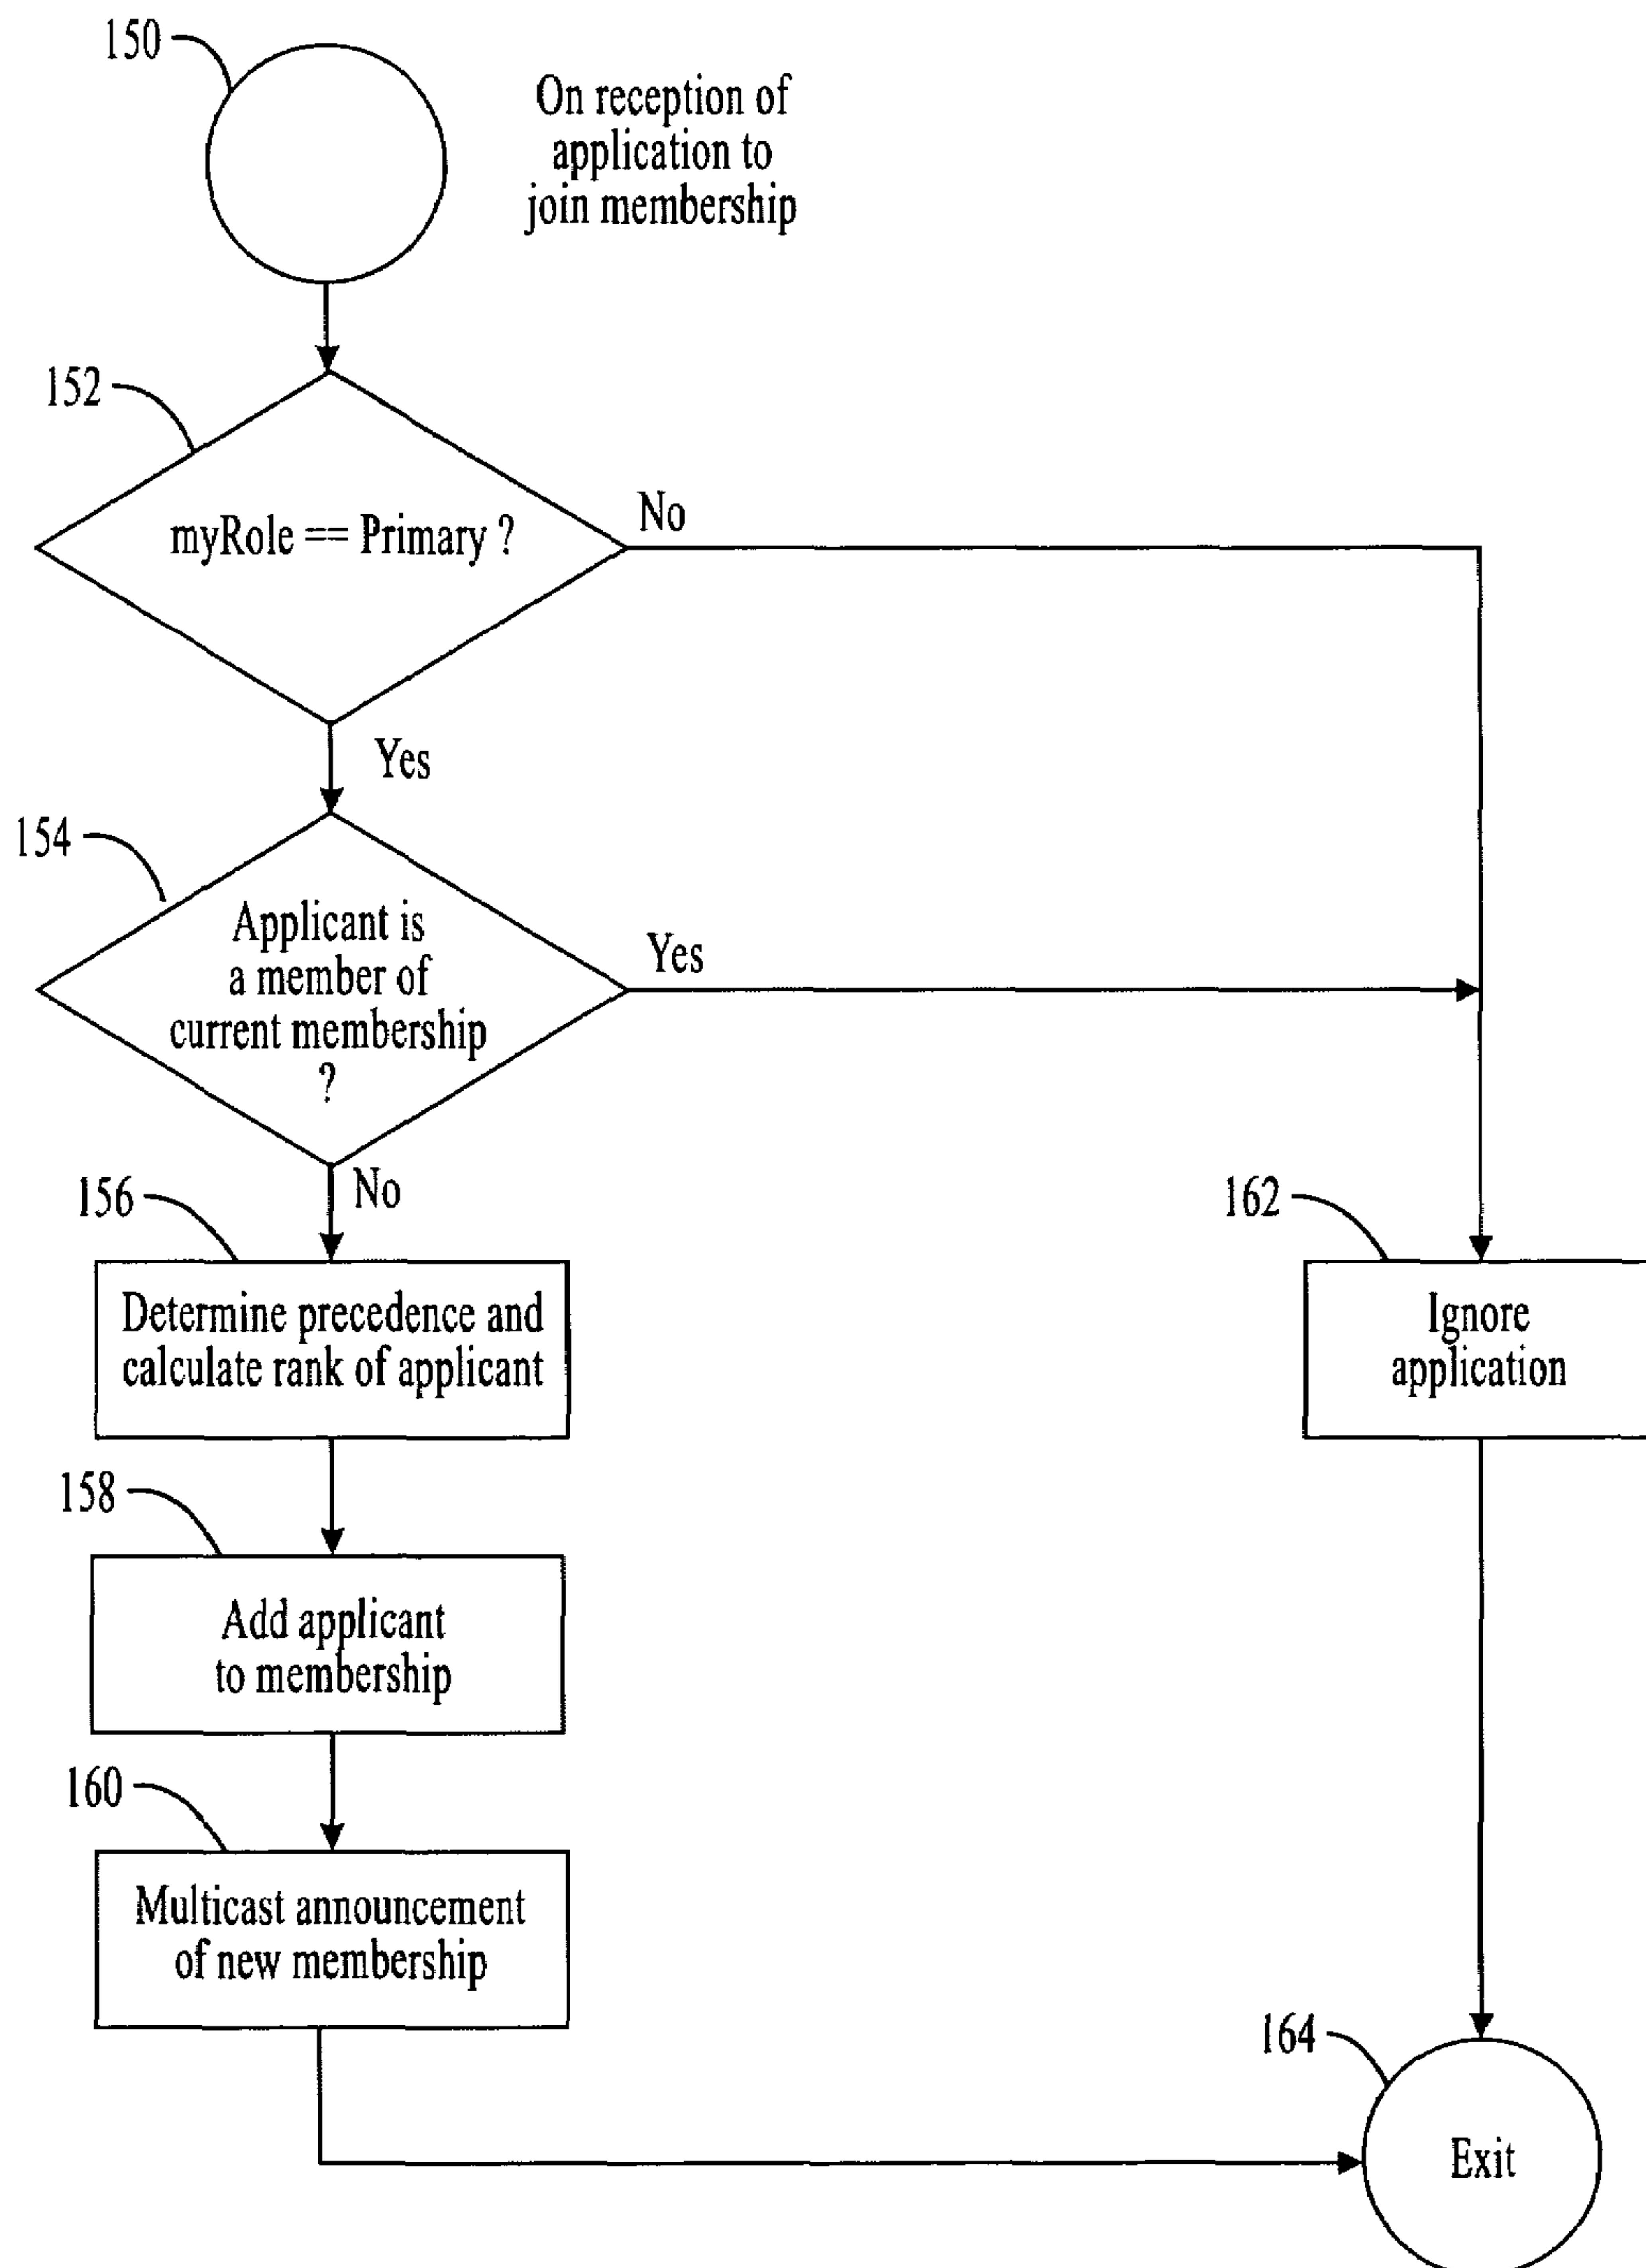 150
On reception of
application to
join membership
152
myRole == Primary ?
No
Yes
154
Applicant is
a member of
current membership
?
Yes
No
156
Determine precedence and
calculate rank of applicant
162
Ignore
application
158
Add applicant
to membership
160
Multicast announcement
of new membership
164
Exit